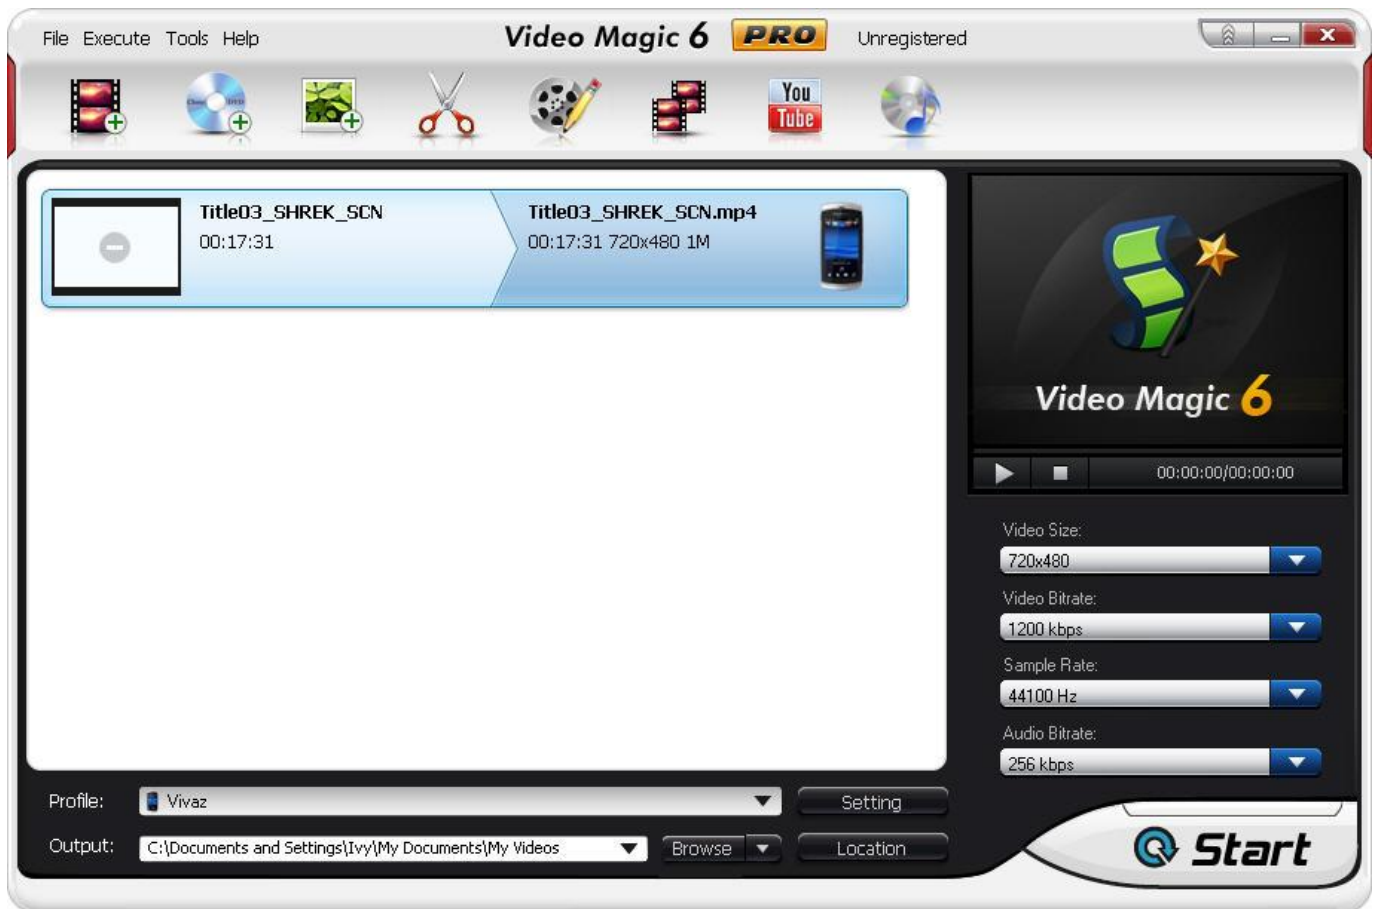 File Execute Tools Help
Video Magic 6 PRO Unregistered
You
Tube
Title03_SHREK_SCN
00:17:31
Title03_SHREK_SCN.mp4
00:17:31 720x480 1M
Video Magic 6
00:00:00/00:00:00
Video Size:
720x480
Video Bitrate:
1200 kbps
Sample Rate:
44100 Hz
Audio Bitrate:
256 kbps
Profile: Vivaz Setting
Output: C:\Documents and Settings\Ivy\My Documents\My Videos Browse Location
Start